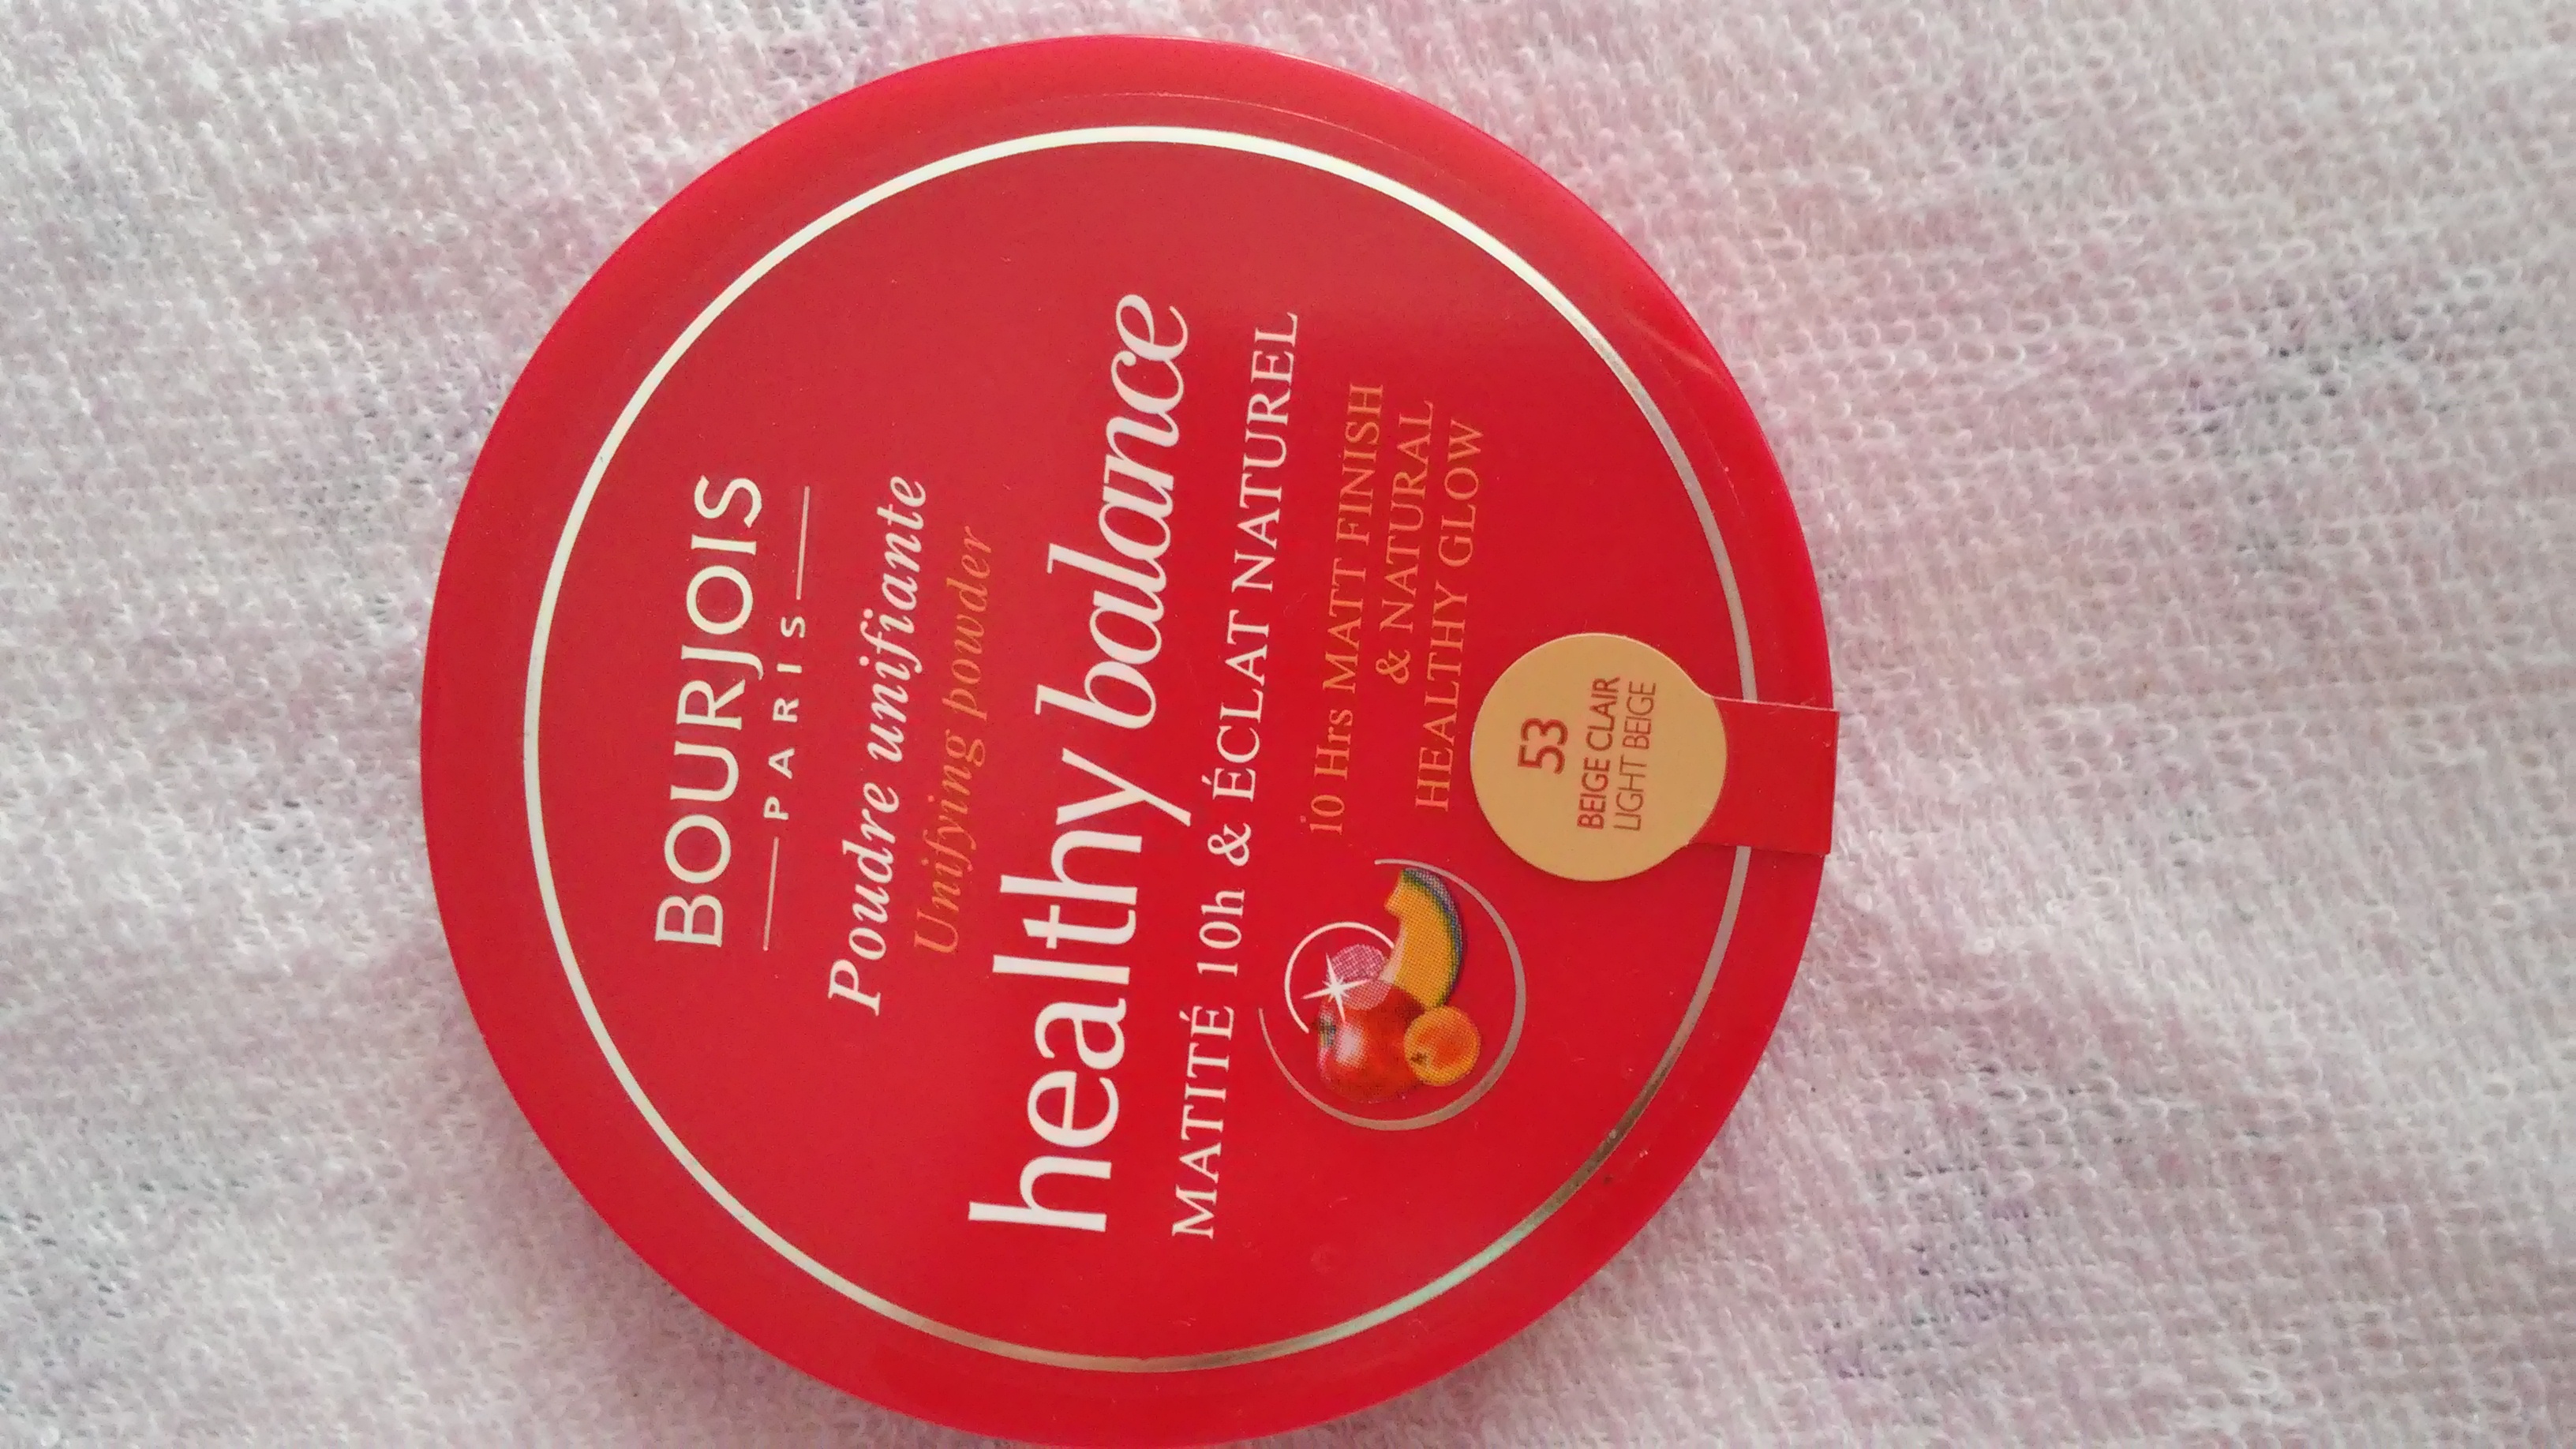 BOURJOIS
PARIS
Poudre unifiante
Unifying powder
healthy balance
MATITÉ 10h & ÉCLAT NATUREL
10 Hrs MATT FINISH
& NATURAL
HEALTHY GLOW
53
BEIGE CLAIR
LIGHT BEIGE